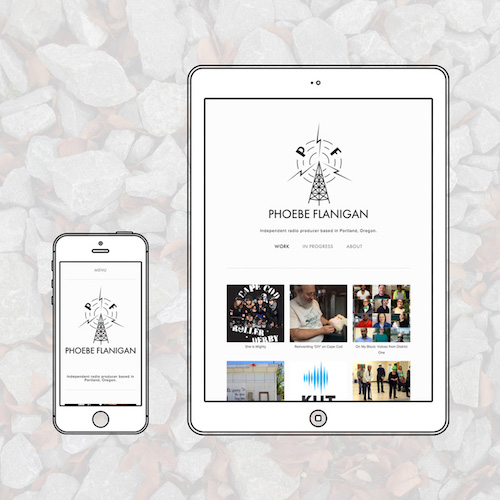 P F
PHOEBE FLANIGAN
Independent radio producer based in Portland, Oregon.
WORK IN PROGRESS ABOUT
CAPE COD
ROLLER
DERBY
She is Mighty
Reinventing "DIY" on Cape Cod
On My Block: Voices from District
One
KUT
MENU
P F
PHOEBE FLANIGAN
Independent radio producer based in
Portland, Oregon.